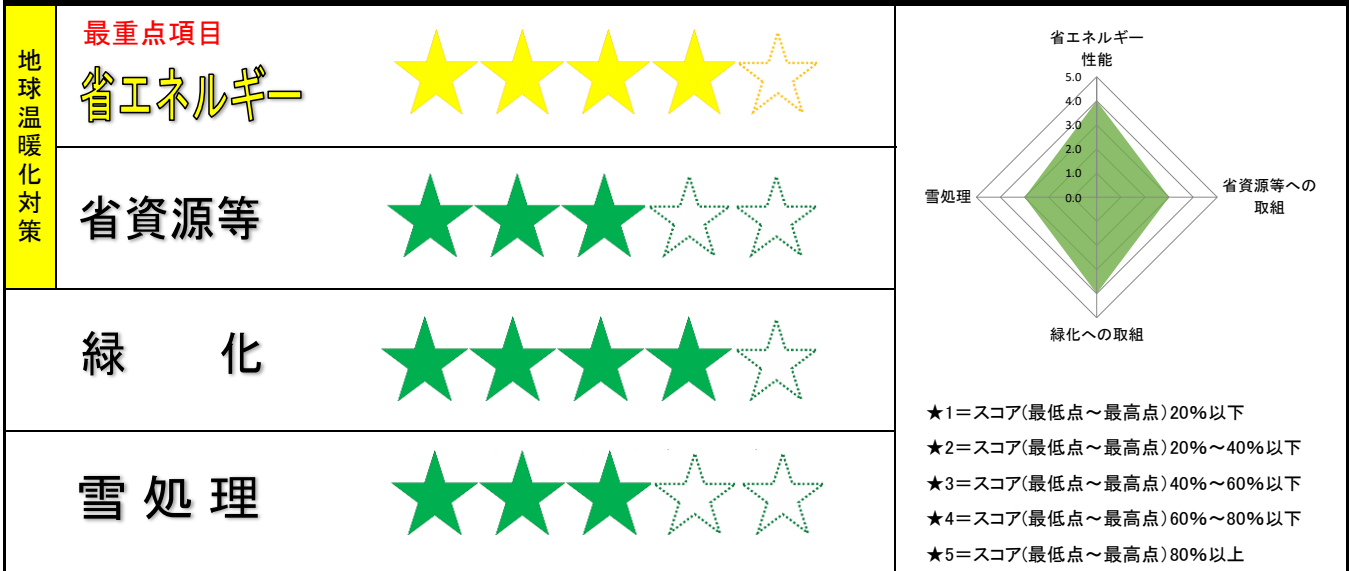 地球温暖化対策
最重点項目
省エネルギー
省資源等
緑 化
雪処理
省エネルギー
性能
5.0
4.0
3.0
2.0
1.0
0.0
雪処理
省資源等への
取組
緑化への取組
★1=スコア(最低点～最高点)20%以下
★2=スコア(最低点～最高点)20%～40%以下
★3=スコア(最低点～最高点)40%～60%以下
★4=スコア(最低点～最高点)60%～80%以下
★5=スコア(最低点～最高点)80%以上